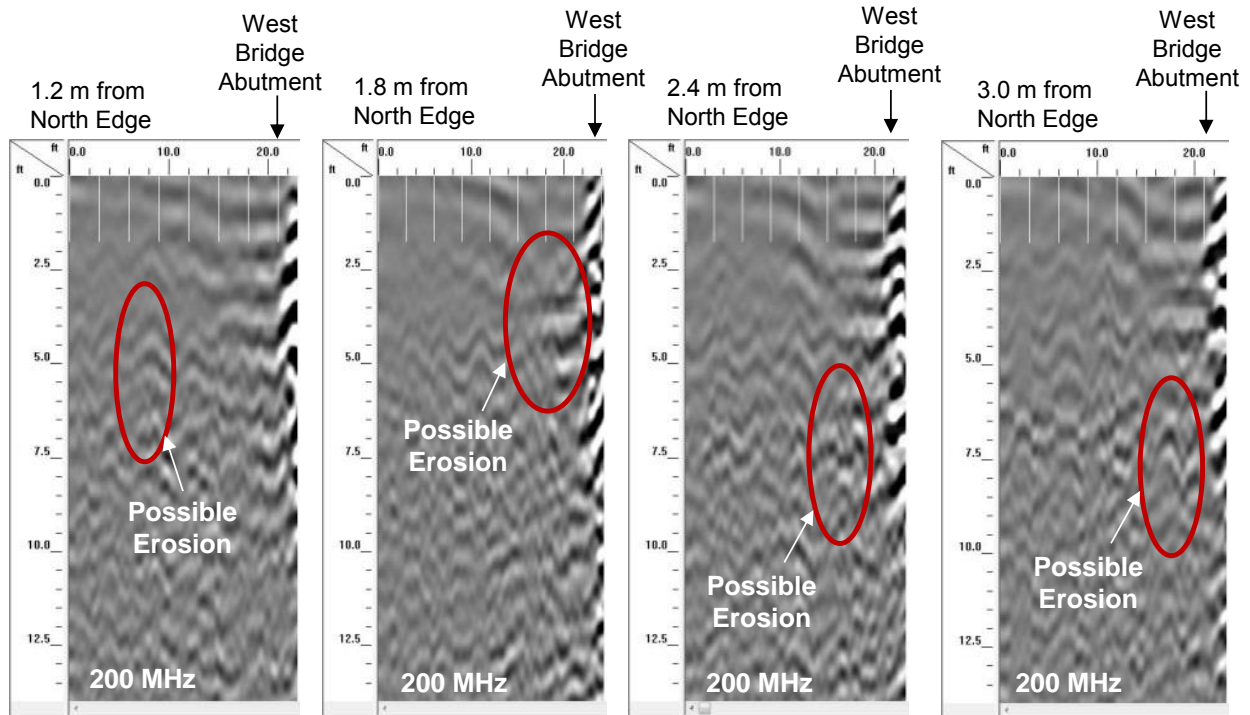 1.2 m from
North Edge
West
Bridge
Abutment
ft
ft
0.0
10.0
20.0
0.0
2.5
5.0
7.5
10.0
12.5
Possible
Erosion
200 MHz
1.8 m from
North Edge
West
Bridge
Abutment
ft
ft
0.0
10.0
20.0
0.0
2.5
5.0
7.5
10.0
12.5
Possible
Erosion
200 MHz
2.4 m from
North Edge
West
Bridge
Abutment
ft
ft
0.0
10.0
20.0
0.0
2.5
5.0
7.5
10.0
12.5
Possible
Erosion
200 MHz
3.0 m from
North Edge
West
Bridge
Abutment
ft
ft
0.0
10.0
20.0
0.0
2.5
5.0
7.5
10.0
12.5
Possible
Erosion
200 MHz